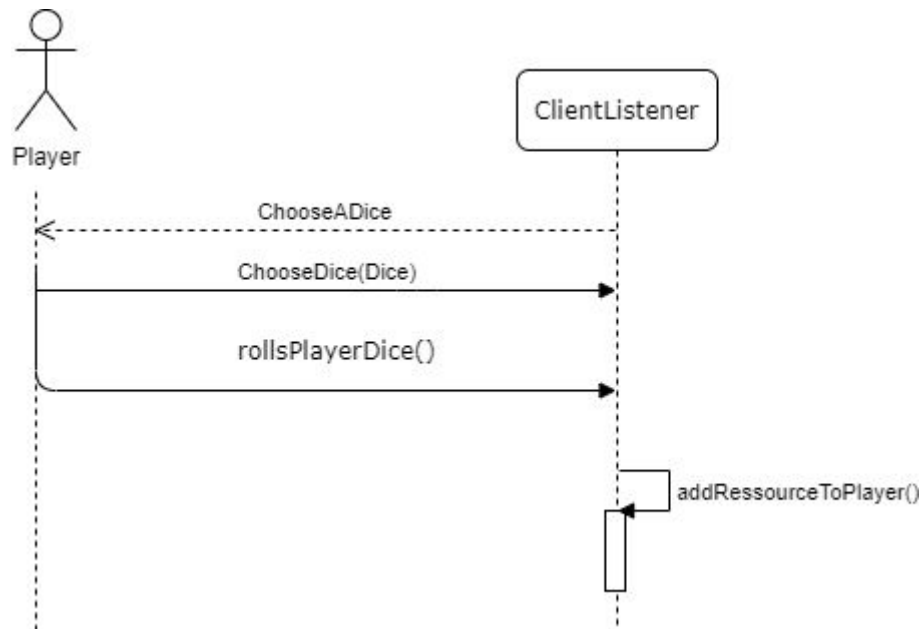 ClientListener
Player
ChooseADice
ChooseDice(Dice)
rollsPlayerDice()
addRessourceToPlayer()